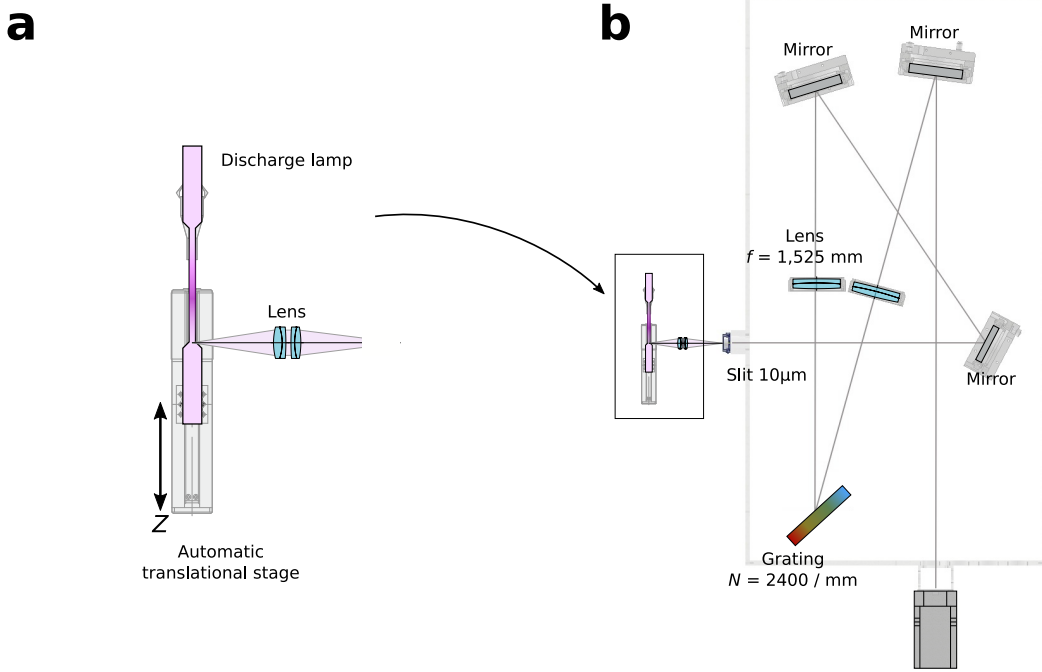 a
Discharge lamp
Lens
Z
Automatic
translational stage
b
Mirror
Mirror
Lens
f = 1,525 mm
Slit 10µm
Mirror
Grating
N = 2400 / mm